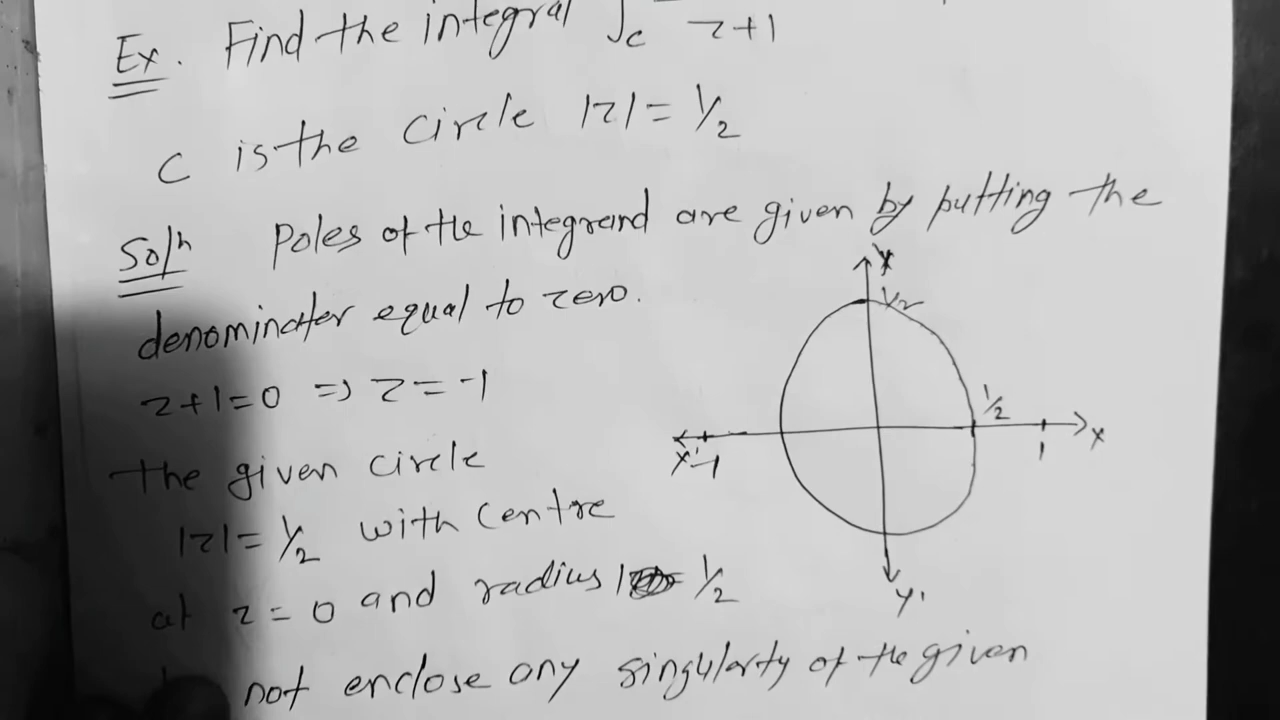 Ex. Find the integral ∫c z+1
C is the circle |z|= 1/2
Soln Poles of the integrand are given by putting the
denominater equal to zero.
z+1=0 => z=-1
the given circle
|z|= 1/2 with centre
at z=0 and radius 1/2
not enclose any singularity of the given
Y
1/2
1/2
X
X'
-1
1
Y'